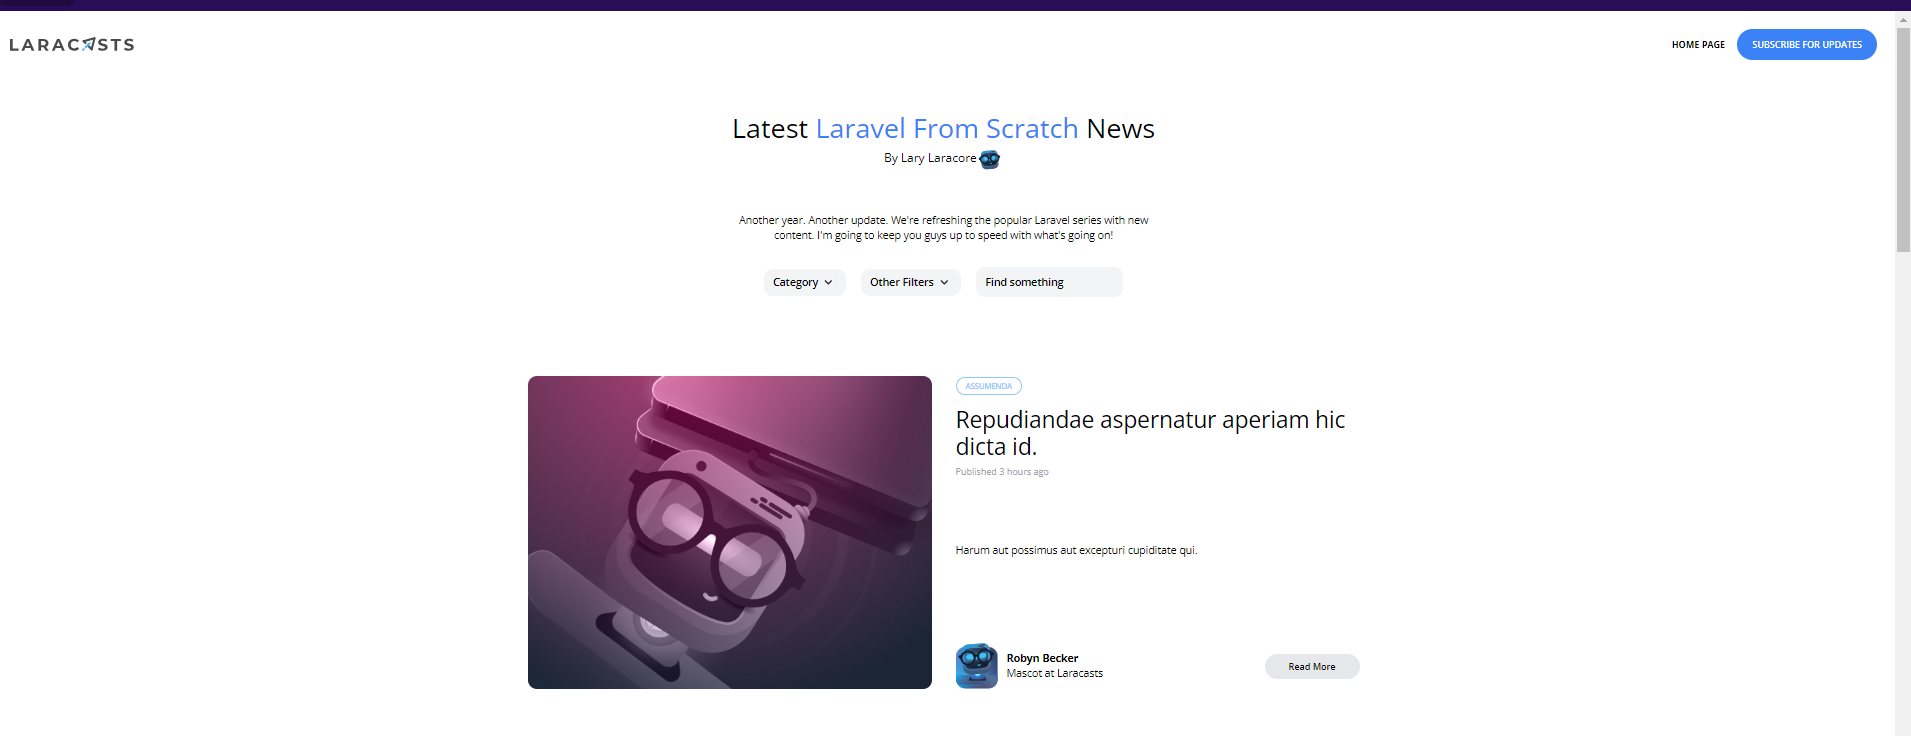 LARACASTS
HOME PAGE
SUBSCRIBE FOR UPDATES
Latest Laravel From Scratch News
By Lary Laracore
Another year. Another update. We're refreshing the popular Laravel series with new
content. I'm going to keep you guys up to speed with what's going on!
Category
Other Filters
Find something
ASSUMENDA
Repudiandae aspernatur aperiam hic
dicta id.
Published 3 hours ago
Harum aut possimus aut excepturi cupiditate qui.
Robyn Becker
Mascot at Laracasts
Read More